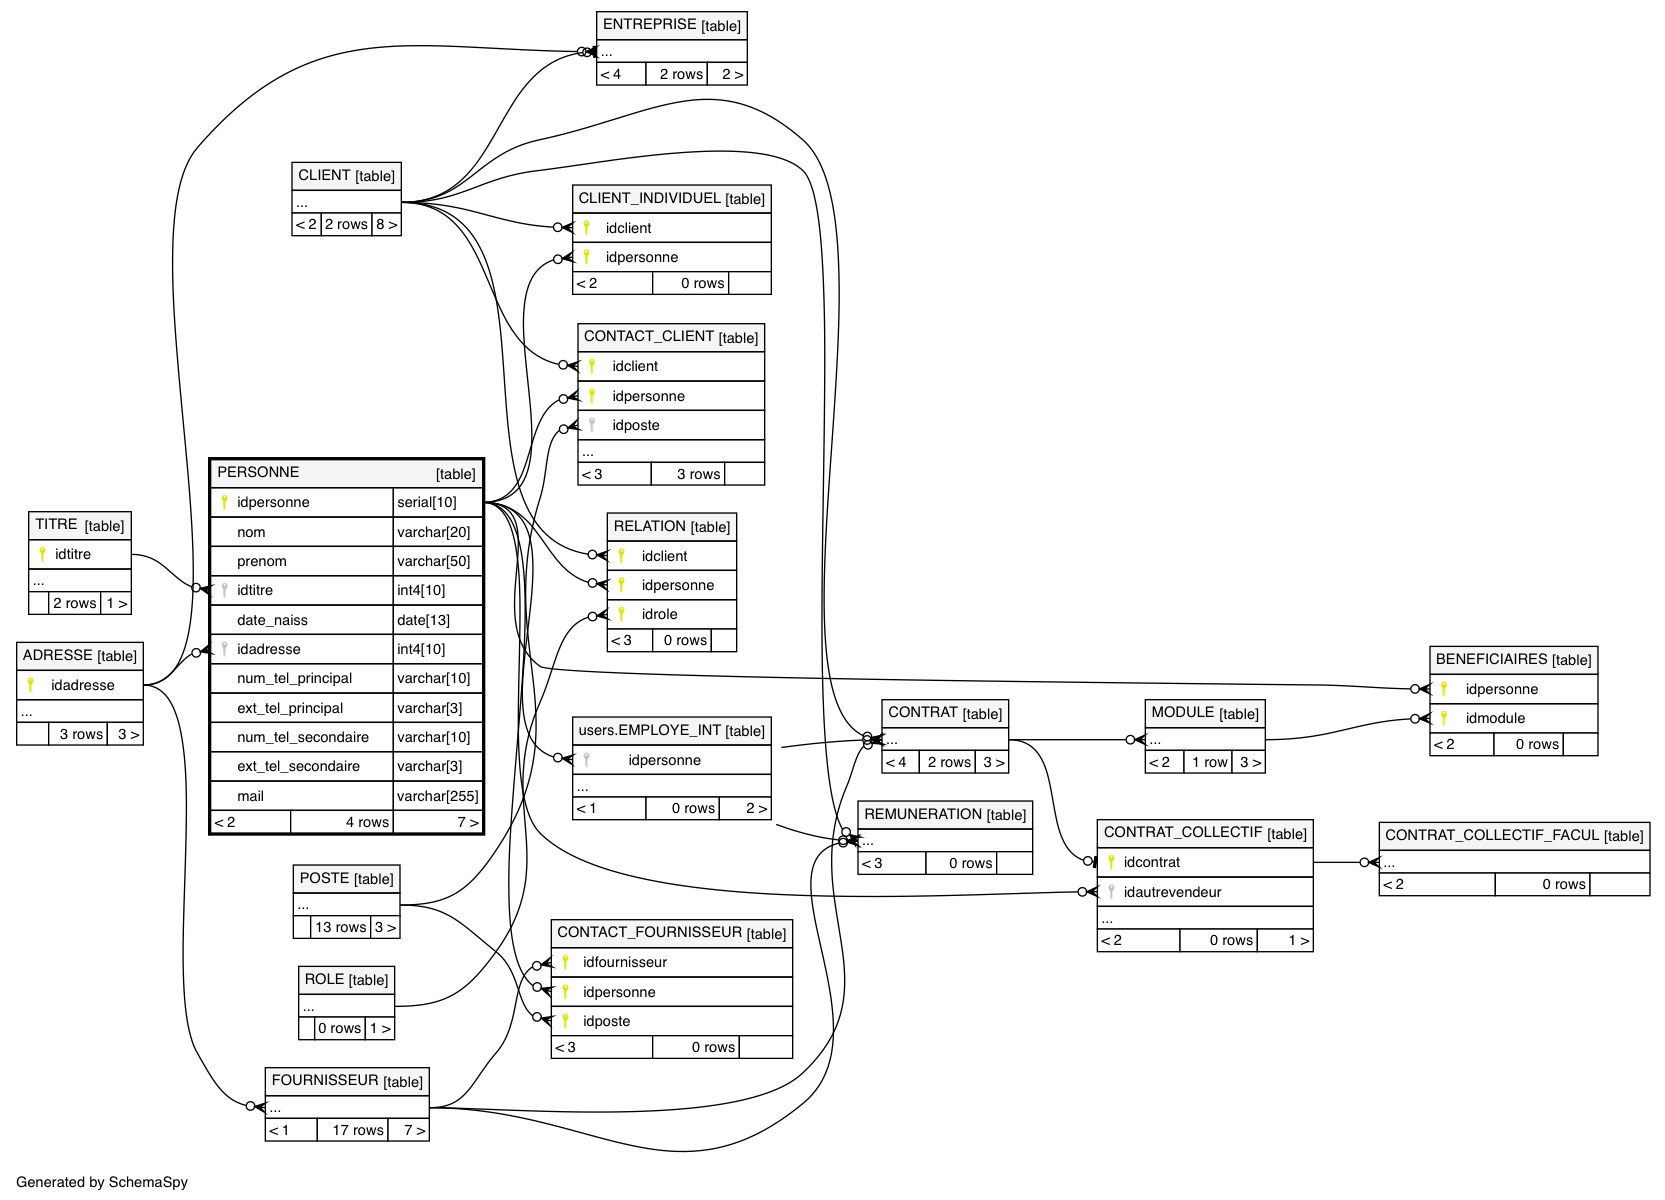 ENTREPRISE [table]
...
< 4 2 rows 2 >
CLIENT [table]
...
< 2 2 rows 8 >
CLIENT_INDIVIDUEL [table]
idclient
idpersonne
< 2 0 rows
CONTACT_CLIENT [table]
idclient
idpersonne
idposte
...
< 3 3 rows
PERSONNE [table]
idpersonne serial[10]
nom varchar[20]
prenom varchar[50]
idtitre int4[10]
date_naiss date[13]
idadresse int4[10]
num_tel_principal varchar[10]
ext_tel_principal varchar[3]
num_tel_secondaire varchar[10]
ext_tel_secondaire varchar[3]
mail varchar[255]
< 2 4 rows 7 >
TITRE [table]
idtitre
...
2 rows 1 >
ADRESSE [table]
idadresse
...
3 rows 3 >
RELATION [table]
idclient
idpersonne
idrole
< 3 0 rows
users.EMPLOYE_INT [table]
idpersonne
...
< 1 0 rows 2 >
CONTRAT [table]
...
< 4 2 rows 3 >
MODULE [table]
...
< 2 1 row 3 >
BENEFICIAIRES [table]
idpersonne
idmodule
< 2 0 rows
REMUNERATION [table]
...
< 3 0 rows
CONTRAT_COLLECTIF [table]
idcontrat
idautrevendeur
...
< 2 0 rows 1 >
CONTRAT_COLLECTIF_FACUL [table]
...
< 2 0 rows
POSTE [table]
...
13 rows 3 >
CONTACT_FOURNISSEUR [table]
idfournisseur
idpersonne
idposte
< 3 0 rows
ROLE [table]
...
0 rows 1 >
FOURNISSEUR [table]
...
< 1 17 rows 7 >
Generated by SchemaSpy